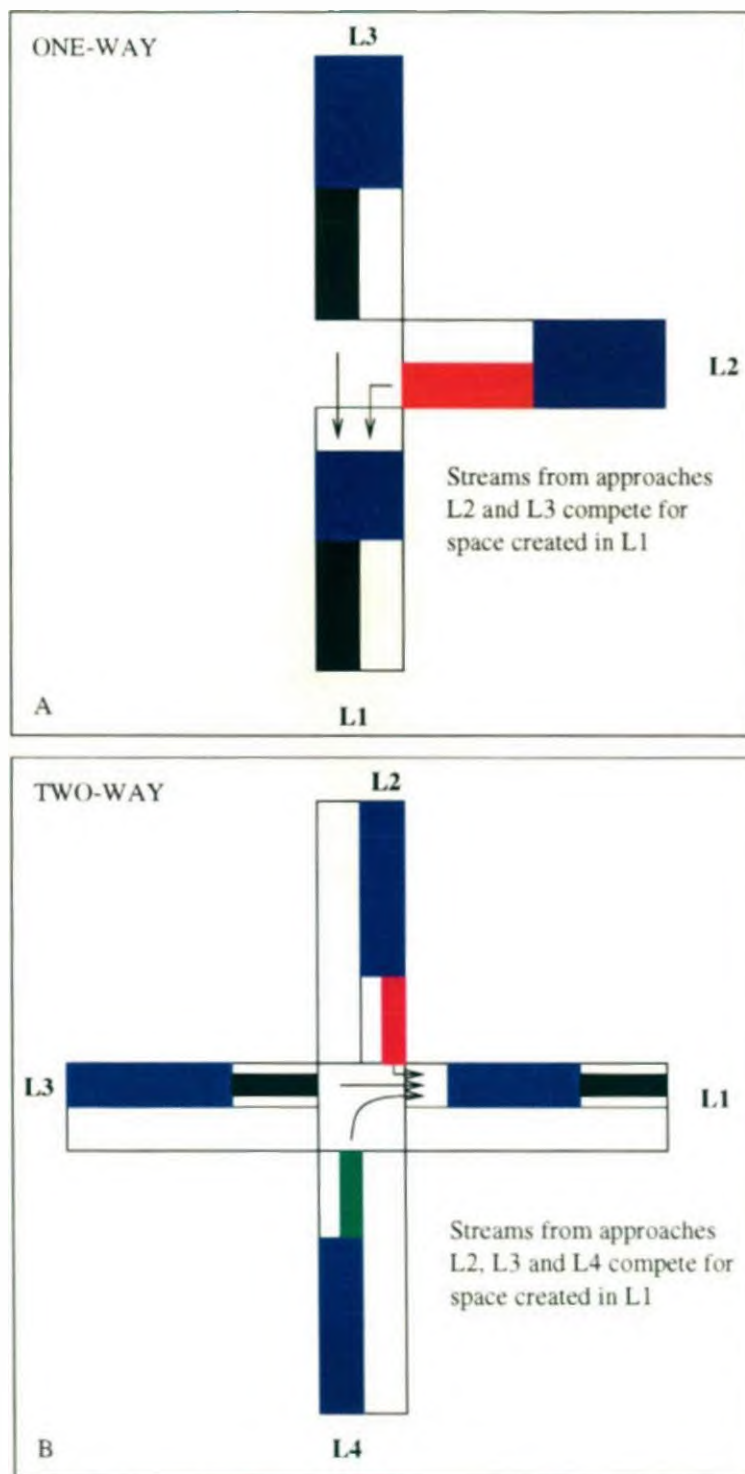 ONE-WAY
L3
L2
Streams from approaches
L2 and L3 compete for
space created in L1
A
L1
TWO-WAY
L2
L3
L1
Streams from approaches
L2, L3 and L4 compete for
space created in L1
B
L4